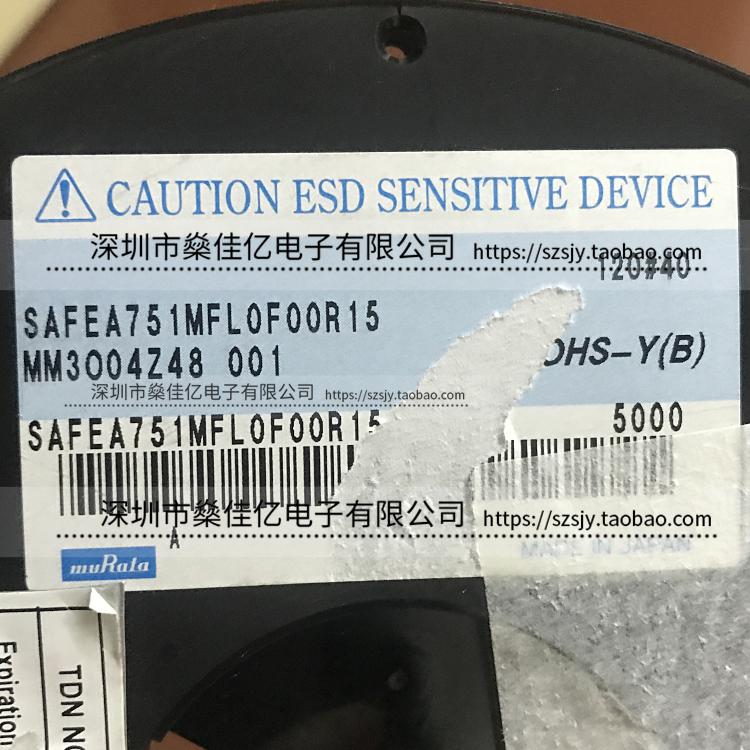 CAUTION ESD SENSITIVE DEVICE
深圳市燊佳亿电子有限公司 https://szsjy.taobao.com
120#40
SAFEA751MFL0F00R15
MM3004Z48 001
OHS-Y(B)
深圳市燊佳亿电子有限公司 https://szsjy.taobao.com
SAFEA751MFL0F00R15
5000
深圳市燊佳亿电子有限公司 https://szsjy.taobao.com
A
MADE IN JAPAN
muRata
TDN NO
Expiration